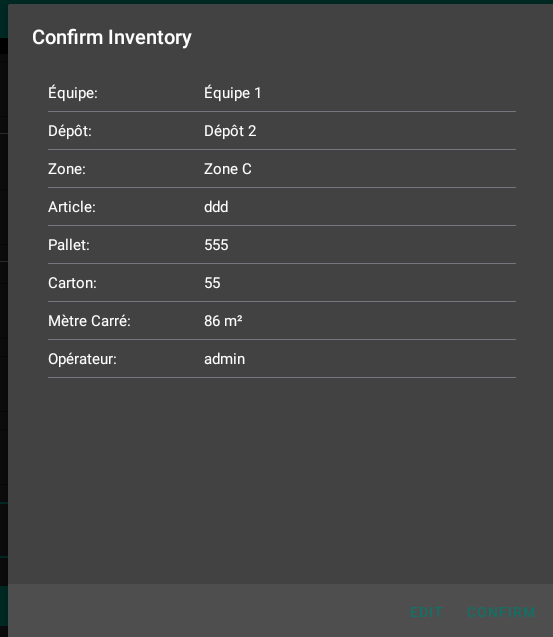 Confirm Inventory
Équipe: Équipe 1
Dépôt: Dépôt 2
Zone: Zone C
Article: ddd
Pallet: 555
Carton: 55
Mètre Carré: 86 m²
Opérateur: admin
EDIT CONFIRM